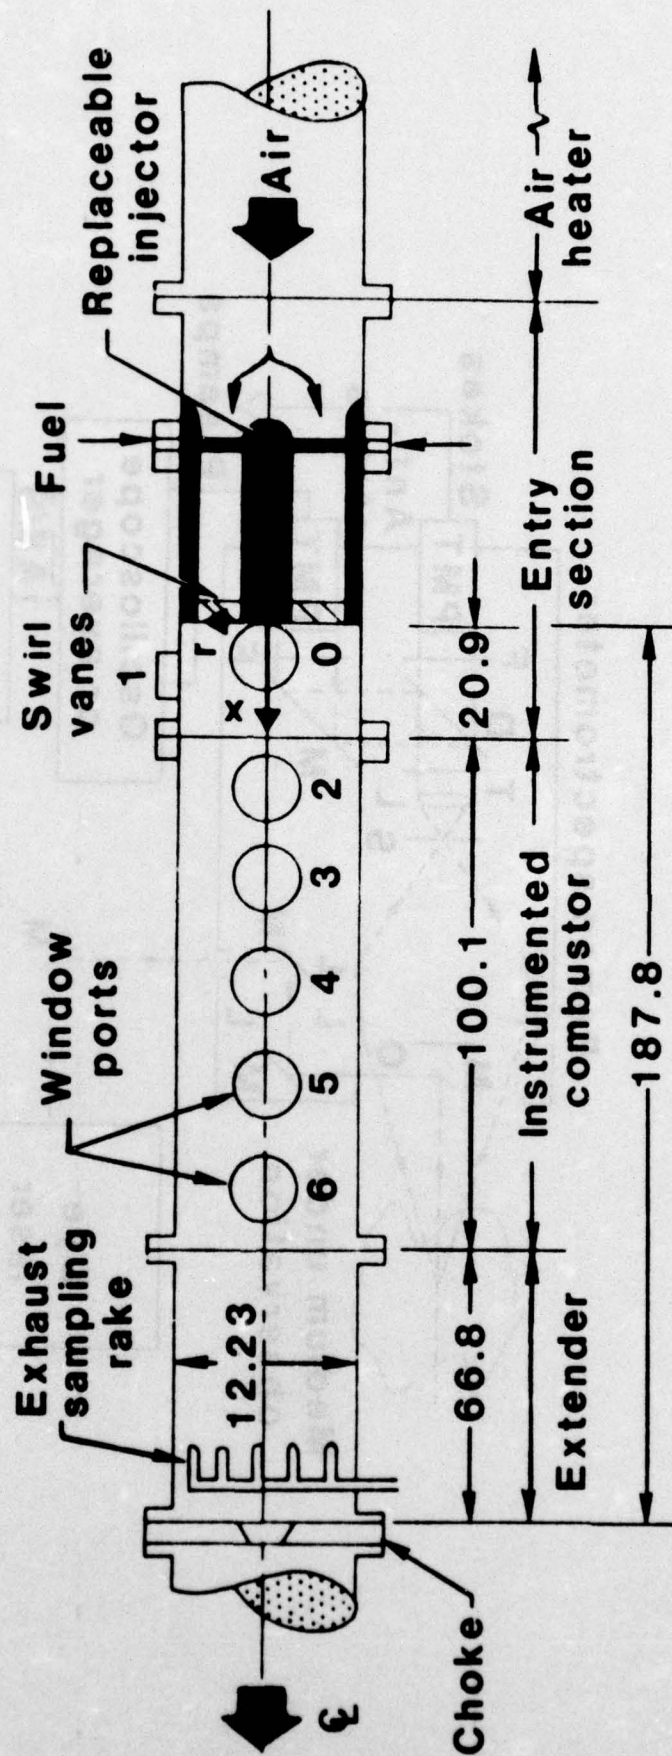 Exhaust
sampling
rake
Window
ports
Swirl
vanes
Fuel
Replaceable
injector
1
r
x
Air
12.23
6
5
4
3
2
0
℄
Choke
66.8
100.1
20.9
Extender
Instrumented
combustor
Entry
section
Air
heater
187.8